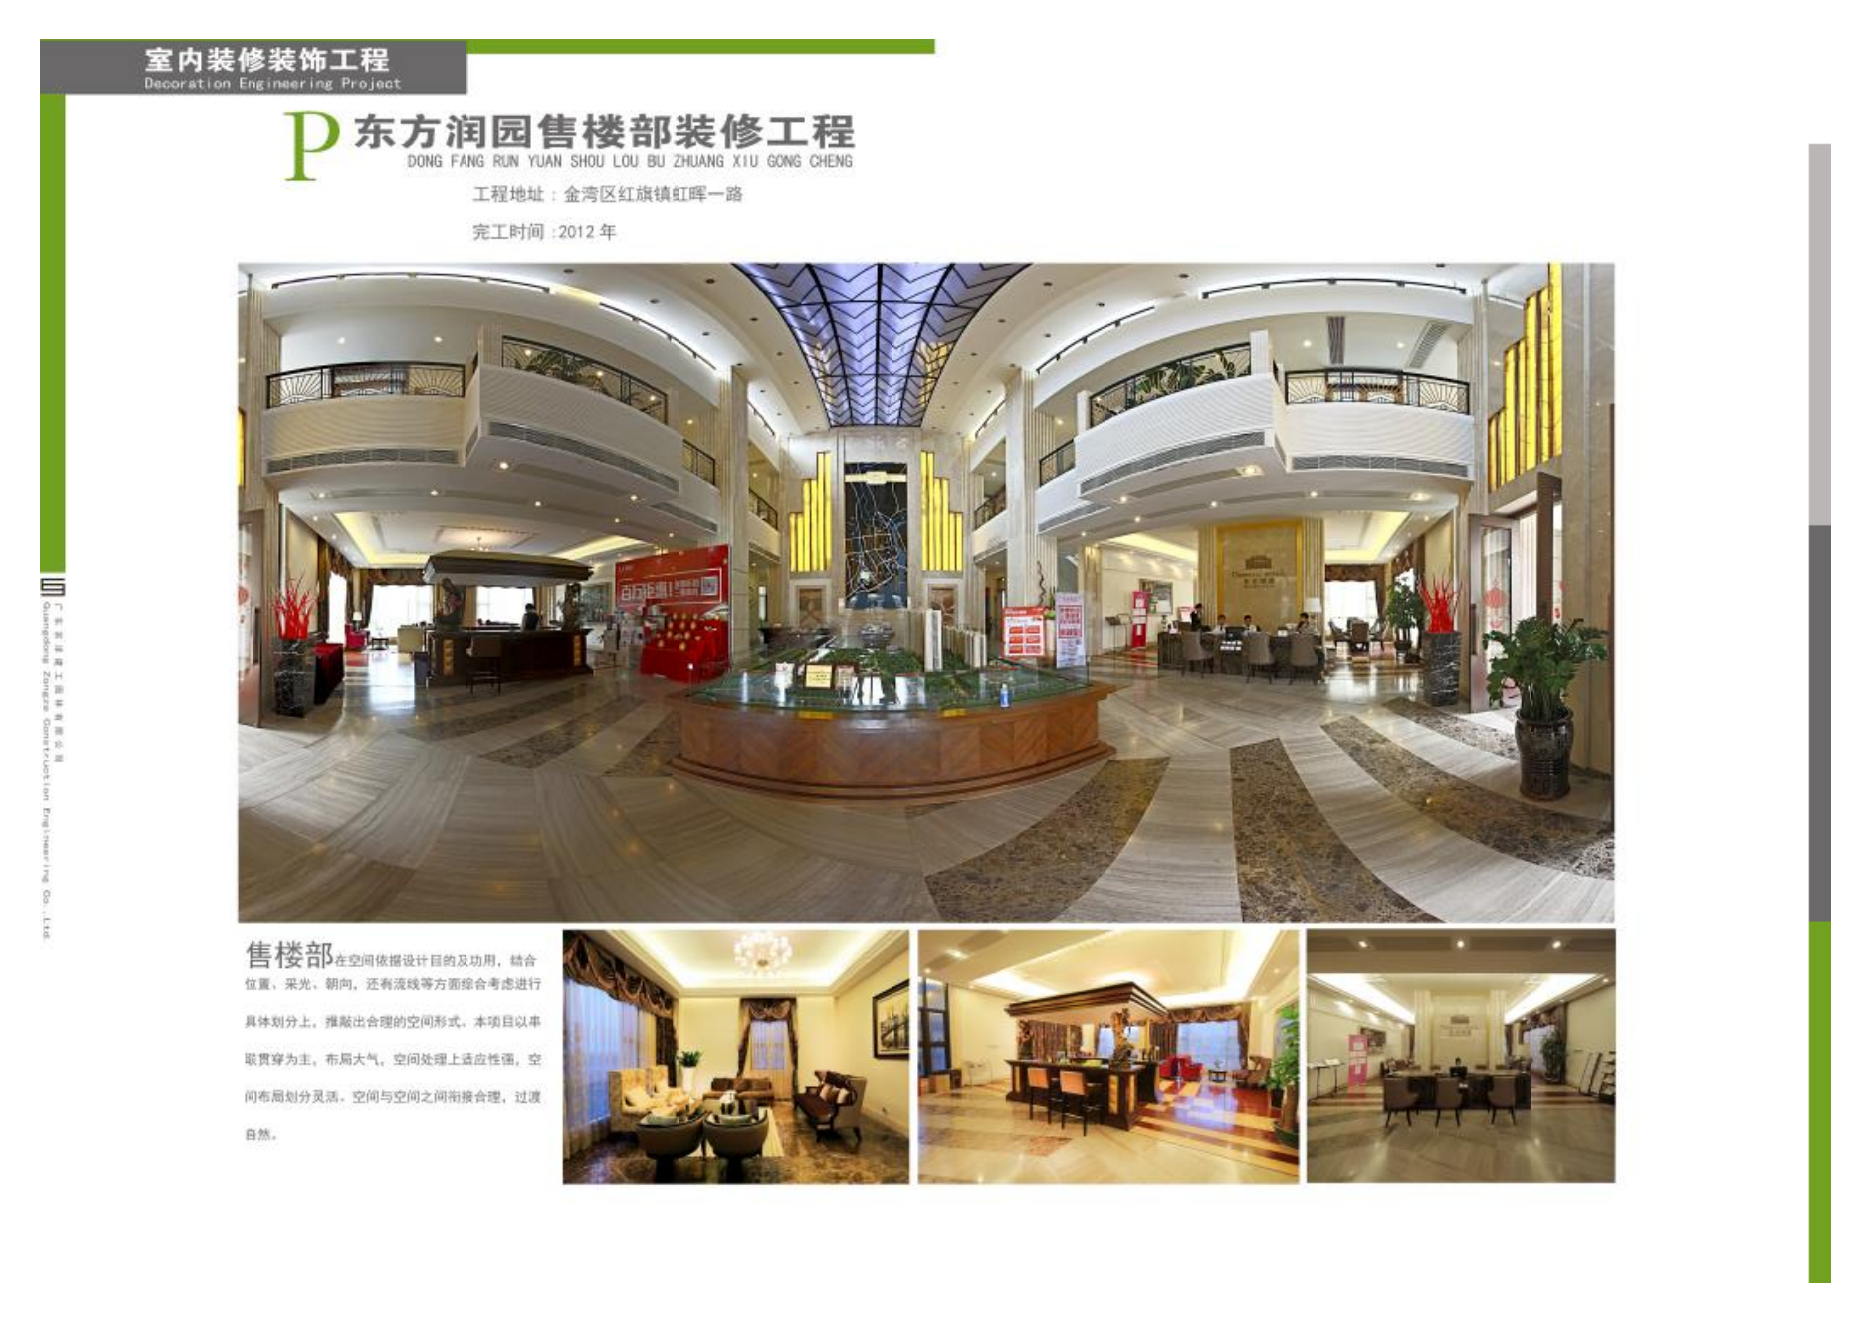 室内装修装饰工程
Decoration Engineering Project
P 东方润园售楼部装修工程
DONG FANG RUN YUAN SHOU LOU BU ZHUANG XIU GONG CHENG
工程地址：金湾区红旗镇虹晖一路
完工时间:2012 年
售楼部在空间依据设计目的及功用，结合
位置、采光、朝向，还有流线等方面综合考虑进行
具体划分上，推敲出合理的空间形式。本项目以串
联贯穿为主，布局大气，空间处理上适应性强，空
间布局划分灵活、空间与空间之间衔接合理，过渡
自然。
Guangdong Zongze Construction Engineering Co.,Ltd.